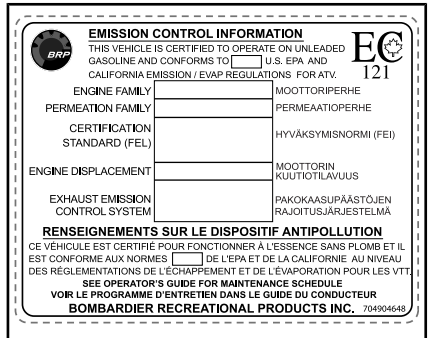 BRP
EMISSION CONTROL INFORMATION
THIS VEHICLE IS CERTIFIED TO OPERATE ON UNLEADED
GASOLINE AND CONFORMS TO U.S. EPA AND
CALIFORNIA EMISSION / EVAP REGULATIONS FOR ATV.
EC
121
ENGINE FAMILY MOOTTORIPERHE
PERMEATION FAMILY PERMEAATIOPERHE
CERTIFICATION
STANDARD (FEL)
HYVÄKSYMISNORMI (FEI)
ENGINE DISPLACEMENT
MOOTTORIN
KUUTIOTILAVUUS
EXHAUST EMISSION
CONTROL SYSTEM
PAKOKAASUPÄÄSTÖJEN
RAJOITUSJÄRJESTELMÄ
RENSEIGNEMENTS SUR LE DISPOSITIF ANTIPOLLUTION
CE VÉHICULE EST CERTIFIÉ POUR FONCTIONNER À L'ESSENCE SANS PLOMB ET IL
EST CONFORME AUX NORMES DE L'EPA ET DE LA CALIFORNIE AU NIVEAU
DES RÉGLEMENTATIONS DE L'ÉCHAPPEMENT ET DE L'ÉVAPORATION POUR LES VTT.
SEE OPERATOR'S GUIDE FOR MAINTENANCE SCHEDULE
VOIR LE PROGRAMME D'ENTRETIEN DANS LE GUIDE DU CONDUCTEUR
BOMBARDIER RECREATIONAL PRODUCTS INC. 704904648